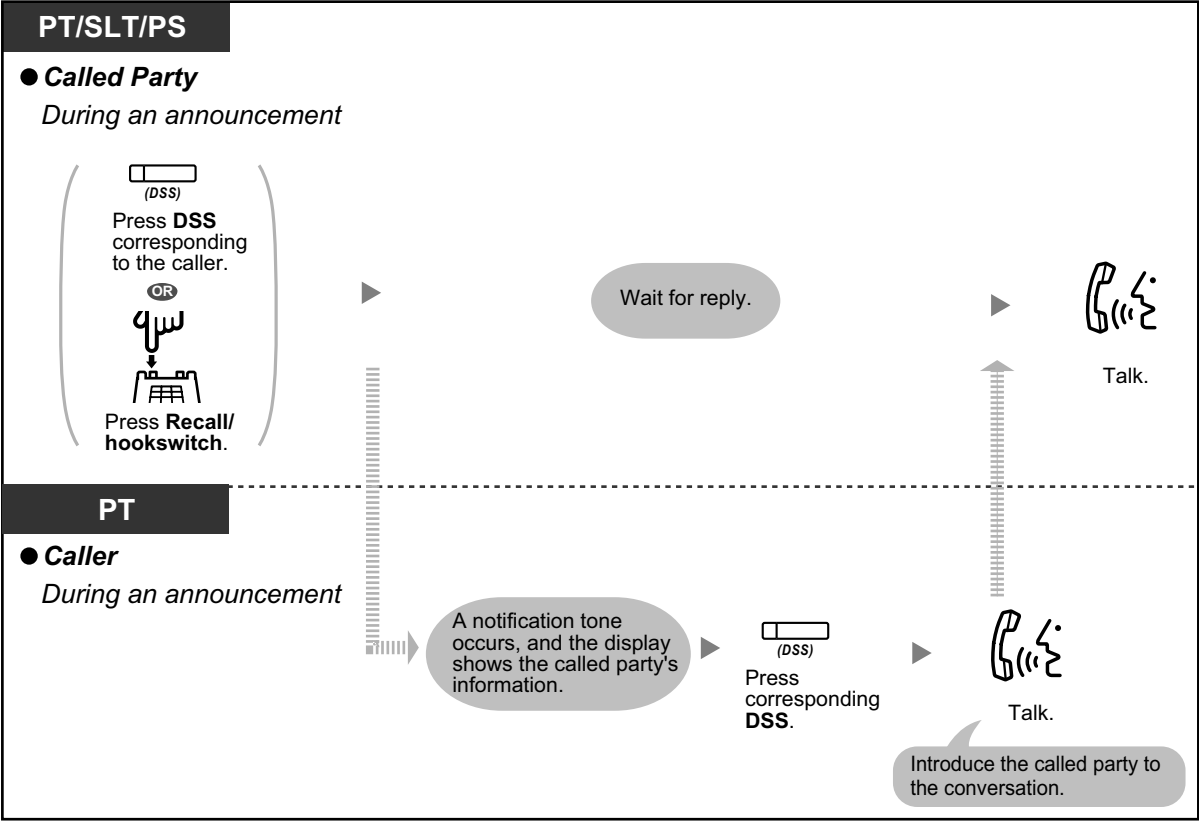 PT/SLT/PS
Called Party
During an announcement
(DSS)
Press DSS
corresponding
to the caller.
OR
Press Recall/
hookswitch.
Wait for reply.
Talk.
PT
Caller
During an announcement
A notification tone
occurs, and the display
shows the called party's
information.
(DSS)
Press
corresponding
DSS.
Talk.
Introduce the called party to
the conversation.